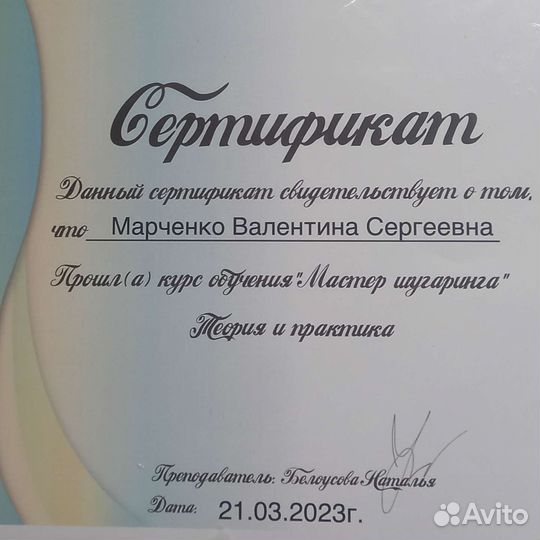 Сертификат
Данный сертификат свидетельствует о том,
что Марченко Валентина Сергеевна
Прошл(а) курс обучения "Мастер шугаринга"
Теория и практика
Преподаватель: Белоусова Наталья
Дата: 21.03.2023г.
Avito